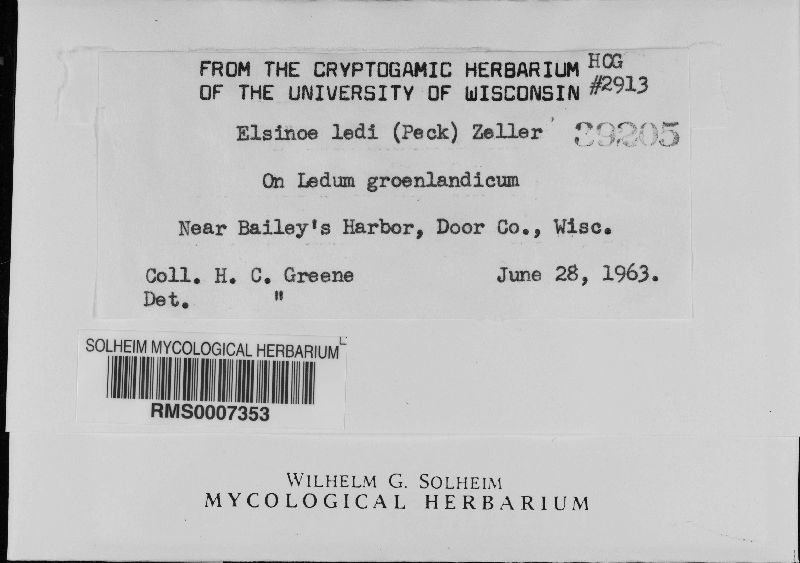 FROM THE CRYPTOGAMIC HERBARIUM HCG
OF THE UNIVERSITY OF WISCONSIN #2913
Elsinoe ledi (Peck) Zeller 39205
On Ledum groenlandicum
Near Bailey's Harbor, Door Co., Wisc.
Coll. H. C. Greene June 28, 1963.
Det. "
SOLHEIM MYCOLOGICAL HERBARIUM
RMS0007353
WILHELM G. SOLHEIM
MYCOLOGICAL HERBARIUM